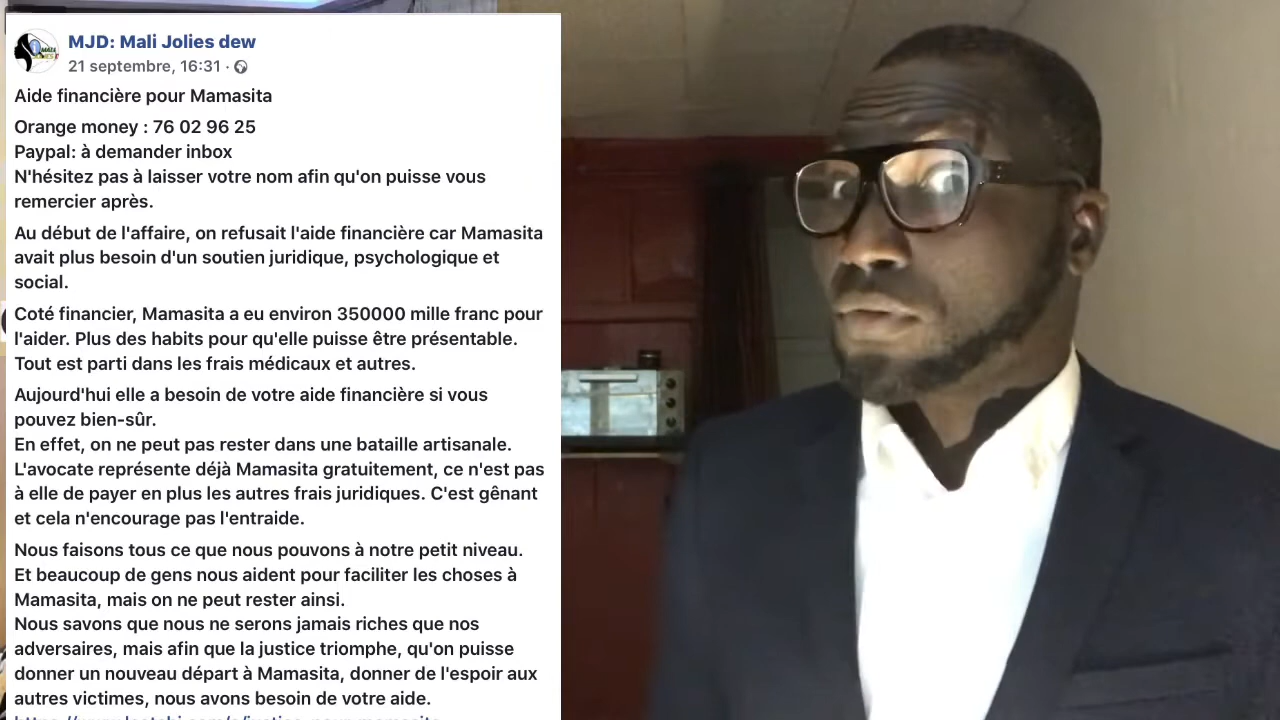 MJD: Mali Jolies dew
21 septembre, 16:31 ·
Aide financière pour Mamasita
Orange money : 76 02 96 25
Paypal: à demander inbox
N'hésitez pas à laisser votre nom afin qu'on puisse vous
remercier après.
Au début de l'affaire, on refusait l'aide financière car Mamasita
avait plus besoin d'un soutien juridique, psychologique et
social.
Coté financier, Mamasita a eu environ 350000 mille franc pour
l'aider. Plus des habits pour qu'elle puisse être présentable.
Tout est parti dans les frais médicaux et autres.
Aujourd'hui elle a besoin de votre aide financière si vous
pouvez bien-sûr.
En effet, on ne peut pas rester dans une bataille artisanale.
L'avocate représente déjà Mamasita gratuitement, ce n'est pas
à elle de payer en plus les autres frais juridiques. C'est gênant
et cela n'encourage pas l'entraide.
Nous faisons tous ce que nous pouvons à notre petit niveau.
Et beaucoup de gens nous aident pour faciliter les choses à
Mamasita, mais on ne peut rester ainsi.
Nous savons que nous ne serons jamais riches que nos
adversaires, mais afin que la justice triomphe, qu'on puisse
donner un nouveau départ à Mamasita, donner de l'espoir aux
autres victimes, nous avons besoin de votre aide.